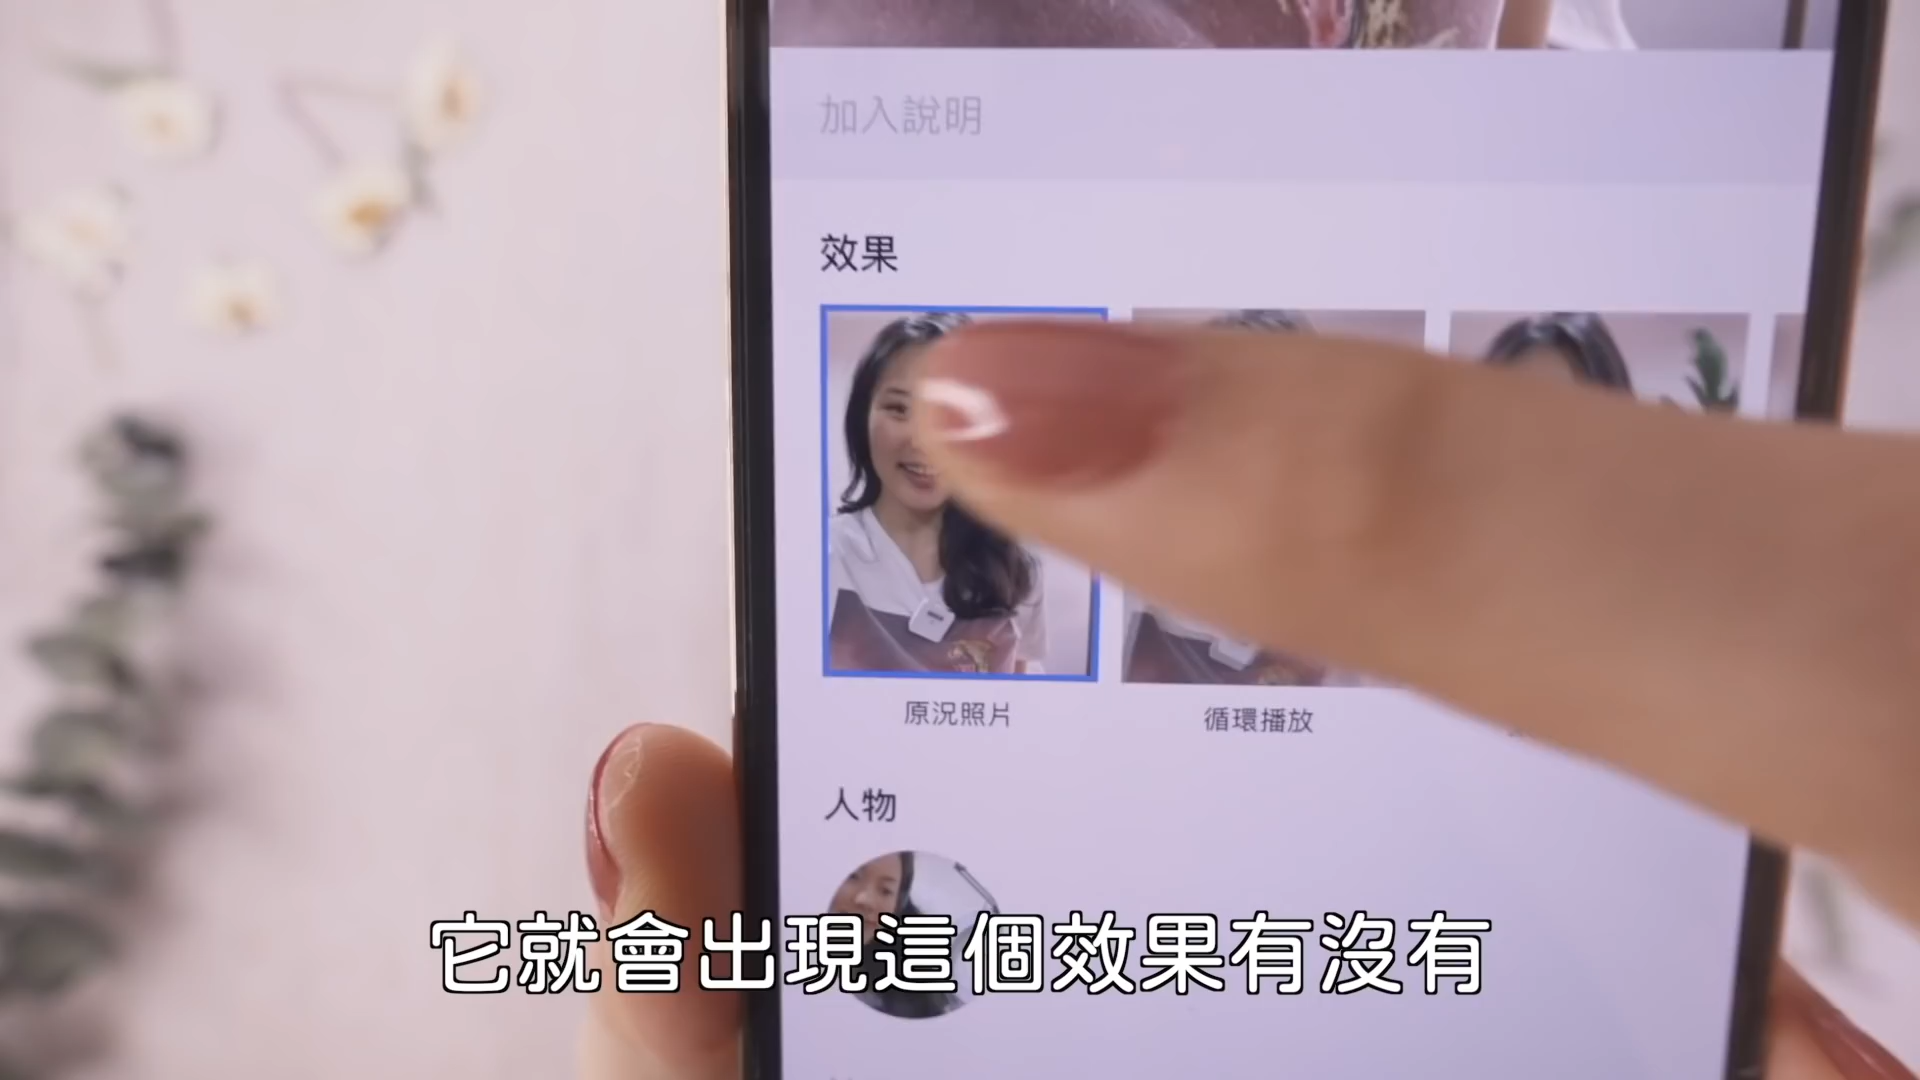 加入說明
效果
原況照片
循環播放
人物
它就會出現這個效果有沒有